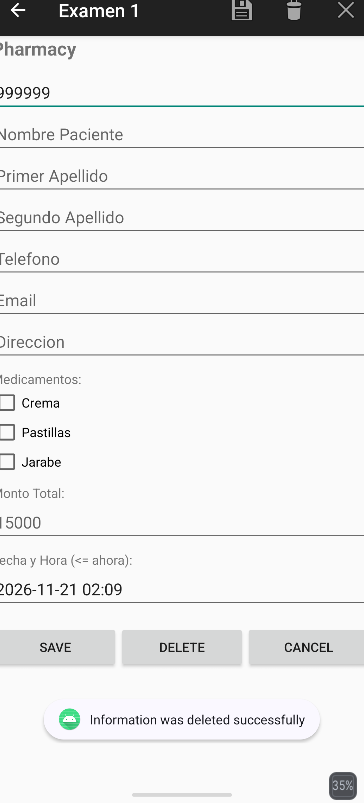 Examen 1
Pharmacy
999999
Nombre Paciente
Primer Apellido
Segundo Apellido
Telefono
Email
Direccion
Medicamentos:
Crema
Pastillas
Jarabe
Monto Total:
15000
Fecha y Hora (<= ahora):
2026-11-21 02:09
SAVE
DELETE
CANCEL
Information was deleted successfully
35%